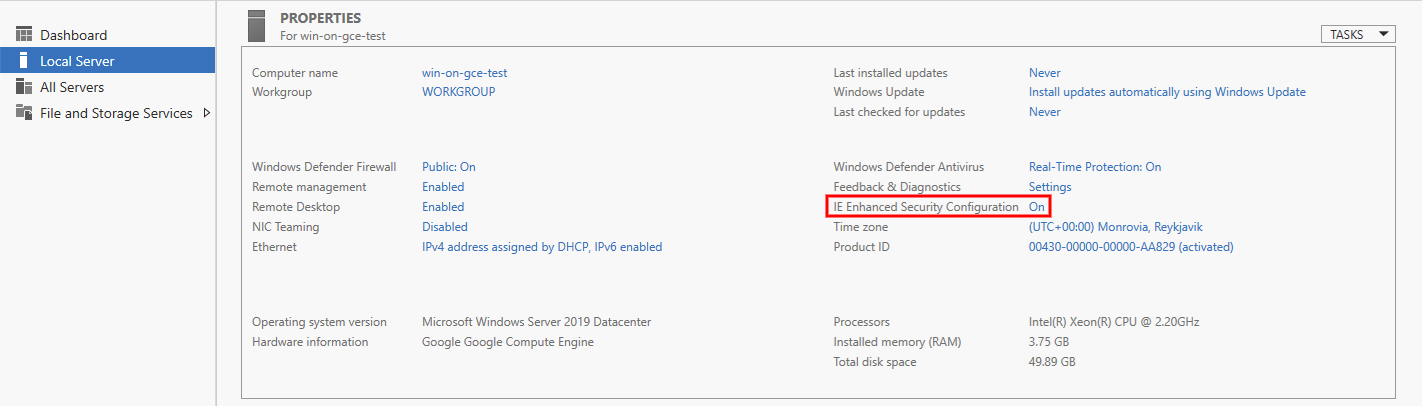 Dashboard
Local Server
All Servers
File and Storage Services
PROPERTIES
For win-on-gce-test
TASKS
Computer name win-on-gce-test
Workgroup WORKGROUP
Last installed updates Never
Windows Update Install updates automatically using Windows Update
Last checked for updates Never
Windows Defender Firewall Public: On
Remote management Enabled
Remote Desktop Enabled
NIC Teaming Disabled
Ethernet IPv4 address assigned by DHCP, IPv6 enabled
Windows Defender Antivirus Real-Time Protection: On
Feedback & Diagnostics Settings
IE Enhanced Security Configuration On
Time zone (UTC+00:00) Monrovia, Reykjavik
Product ID 00430-00000-00000-AA829 (activated)
Operating system version Microsoft Windows Server 2019 Datacenter
Hardware information Google Google Compute Engine
Processors Intel(R) Xeon(R) CPU @ 2.20GHz
Installed memory (RAM) 3.75 GB
Total disk space 49.89 GB